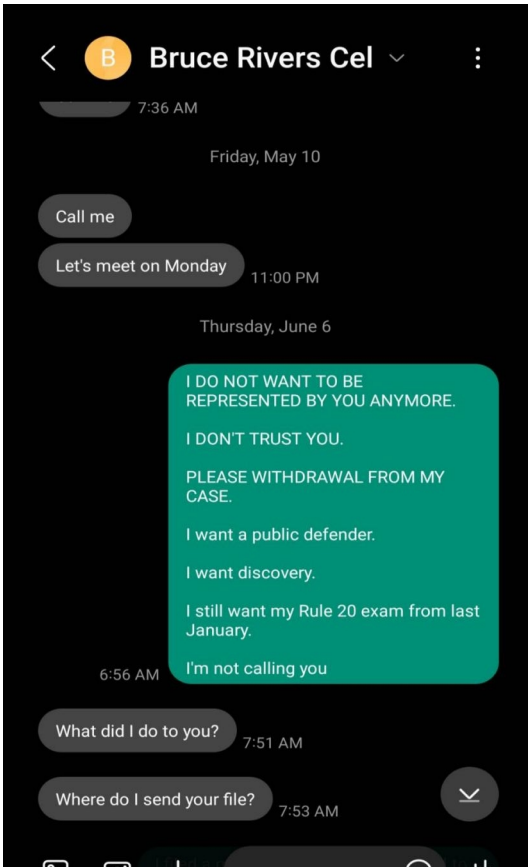 B Bruce Rivers Cel
7:36 AM
Friday, May 10
Call me
Let's meet on Monday
11:00 PM
Thursday, June 6
I DO NOT WANT TO BE
REPRESENTED BY YOU ANYMORE.
I DON'T TRUST YOU.
PLEASE WITHDRAWAL FROM MY
CASE.
I want a public defender.
I want discovery.
I still want my Rule 20 exam from last
January.
I'm not calling you
6:56 AM
What did I do to you?
7:51 AM
Where do I send your file?
7:53 AM